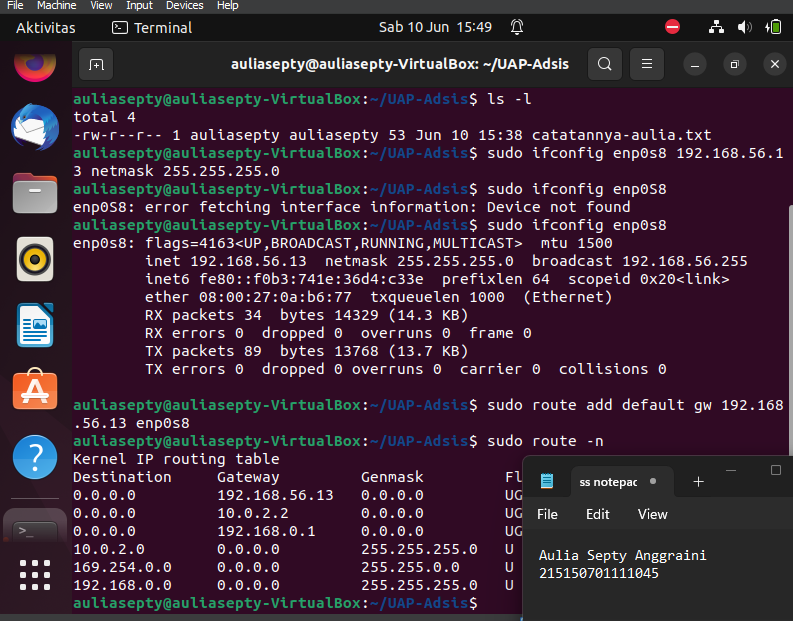 File Machine View Input Devices Help
Aktivitas Terminal Sab 10 Jun 15:49
auliasepty@auliasepty-VirtualBox: ~/UAP-Adsis
auliasepty@auliasepty-VirtualBox:~/UAP-Adsis$ ls -l
total 4
-rw-r--r-- 1 auliasepty auliasepty 53 Jun 10 15:38 catatannya-aulia.txt
auliasepty@auliasepty-VirtualBox:~/UAP-Adsis$ sudo ifconfig enp0s8 192.168.56.1
3 netmask 255.255.255.0
auliasepty@auliasepty-VirtualBox:~/UAP-Adsis$ sudo ifconfig enp0S8
enp0S8: error fetching interface information: Device not found
auliasepty@auliasepty-VirtualBox:~/UAP-Adsis$ sudo ifconfig enp0s8
enp0s8: flags=4163<UP,BROADCAST,RUNNING,MULTICAST>  mtu 1500
inet 192.168.56.13  netmask 255.255.255.0  broadcast 192.168.56.255
inet6 fe80::f0b3:741e:36d4:c33e  prefixlen 64  scopeid 0x20<link>
ether 08:00:27:0a:b6:77  txqueuelen 1000  (Ethernet)
RX packets 34  bytes 14329 (14.3 KB)
RX errors 0  dropped 0  overruns 0  frame 0
TX packets 89  bytes 13768 (13.7 KB)
TX errors 0  dropped 0 overruns 0  carrier 0  collisions 0
auliasepty@auliasepty-VirtualBox:~/UAP-Adsis$ sudo route add default gw 192.168
.56.13 enp0s8
auliasepty@auliasepty-VirtualBox:~/UAP-Adsis$ sudo route -n
Kernel IP routing table
Destination     Gateway         Genmask         Fl
0.0.0.0         192.168.56.13   0.0.0.0         UG
0.0.0.0         10.0.2.2        0.0.0.0         UG
0.0.0.0         192.168.0.1     0.0.0.0         UG
10.0.2.0        0.0.0.0         255.255.255.0   U
169.254.0.0     0.0.0.0         255.255.0.0     U
192.168.0.0     0.0.0.0         255.255.255.0   U
auliasepty@auliasepty-VirtualBox:~/UAP-Adsis$
ss notepad
File Edit View
Aulia Septy Anggraini
215150701111045